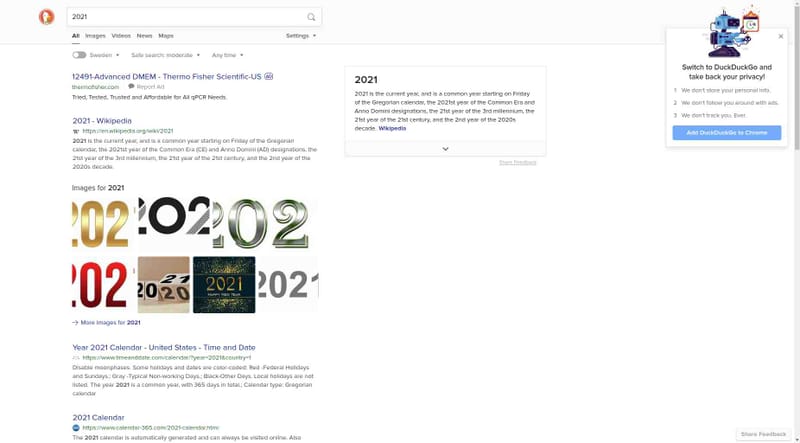 2021
All Images Videos News Maps Settings
Sweden Safe search: moderate Any time
12491-Advanced DMEM - Thermo Fisher Scientific-US Ad
thermofisher.com Report Ad
Tried, Tested, Trusted and Affordable for All qPCR Needs.
2021 - Wikipedia
https://en.wikipedia.org/wiki/2021
2021 is the current year, and is a common year starting on Friday of the Gregorian
calendar, the 2021st year of the Common Era (CE) and Anno Domini (AD) designations, the
21st year of the 3rd millennium, the 21st year of the 21st century, and the 2nd year of the
2020s decade.
Images for 2021
202
202
202
202
21
2020
2021
HAPPY NEW YEAR
2021
More Images for 2021
Year 2021 Calendar - United States - Time and Date
https://www.timeanddate.com/calendar/?year=2021&country=1
Disable moonphases. Some holidays and dates are color-coded: Red -Federal Holidays
and Sundays.; Gray -Typical Non-working Days.; Black-Other Days. Local holidays are not
listed. The year 2021 is a common year, with 365 days in total.; Calendar type: Gregorian
calendar
2021 Calendar
https://www.calendar-365.com/2021-calendar.html
The 2021 calendar is automatically generated and can always be visited online. Also
2021
2021 is the current year, and is a common year starting on Friday
of the Gregorian calendar, the 2021st year of the Common Era and
Anno Domini designations, the 21st year of the 3rd millennium, the
21st year of the 21st century, and the 2nd year of the 2020s
decade. Wikipedia
Share Feedback
Switch to DuckDuckGo and
take back your privacy!
1 We don't store your personal info.
2 We don't follow you around with ads.
3 We don't track you. Ever.
Add DuckDuckGo to Chrome
Share Feedback